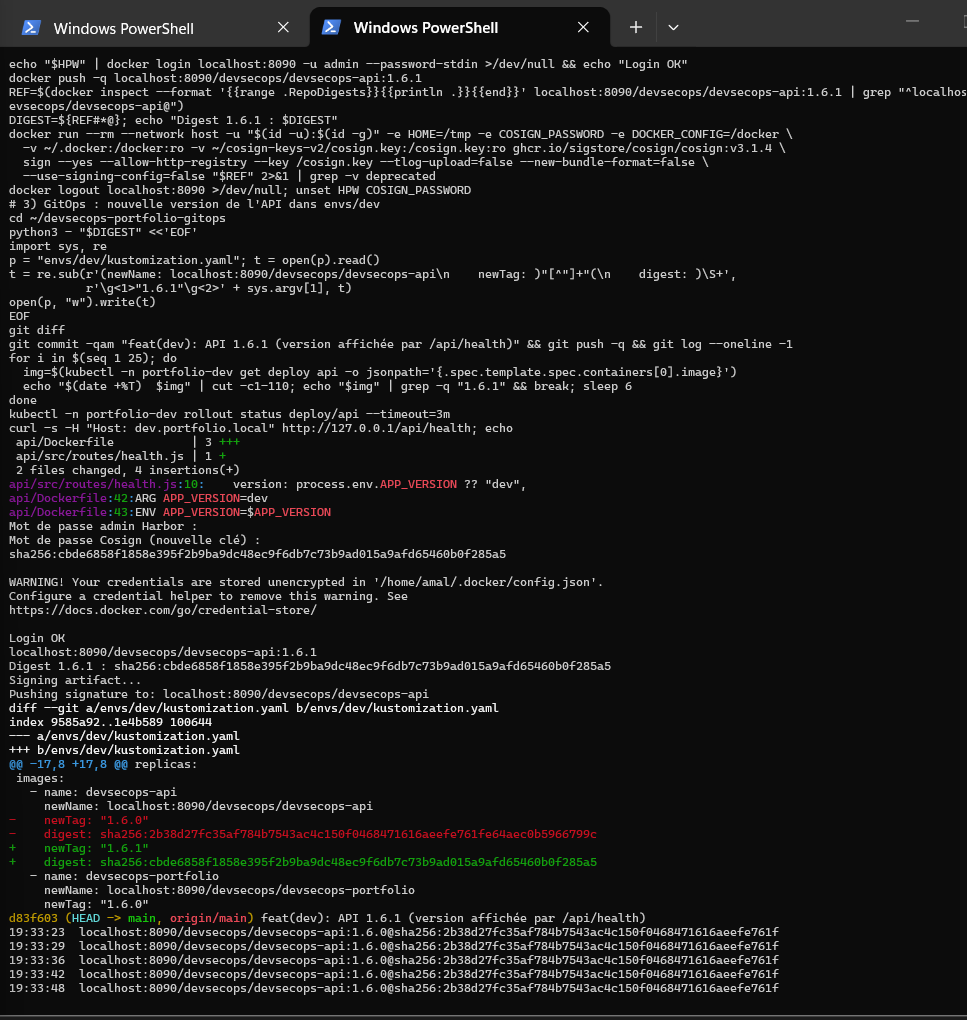 Windows PowerShell
Windows PowerShell
echo "$HPW" | docker login localhost:8090 -u admin --password-stdin >/dev/null && echo "Login OK"
docker push -q localhost:8090/devsecops/devsecops-api:1.6.1
REF=$(docker inspect --format '{{range .RepoDigests}}{{println .}}{{end}}' localhost:8090/devsecops/devsecops-api:1.6.1 | grep "^localhos
evsecops/devsecops-api@")
DIGEST=${REF#*@}; echo "Digest 1.6.1 : $DIGEST"
docker run --rm --network host -u "$(id -u):$(id -g)" -e HOME=/tmp -e COSIGN_PASSWORD -e DOCKER_CONFIG=/docker \
  -v ~/.docker:/docker:ro -v ~/cosign-keys-v2/cosign.key:/cosign.key:ro ghcr.io/sigstore/cosign/cosign:v3.1.4 \
  sign --yes --allow-http-registry --key /cosign.key --tlog-upload=false --new-bundle-format=false \
  --use-signing-config=false "$REF" 2>&1 | grep -v deprecated
docker logout localhost:8090 >/dev/null; unset HPW COSIGN_PASSWORD
# 3) GitOps : nouvelle version de l'API dans envs/dev
cd ~/devsecops-portfolio-gitops
python3 - "$DIGEST" <<'EOF'
import sys, re
p = "envs/dev/kustomization.yaml"; t = open(p).read()
t = re.sub(r'(newName: localhost:8090/devsecops/devsecops-api\n    newTag: )"[^"]+"(\n    digest: )\S+',
           r'\g<1>"1.6.1"\g<2>' + sys.argv[1], t)
open(p, "w").write(t)
EOF
git diff
git commit -qam "feat(dev): API 1.6.1 (version affichée par /api/health)" && git push -q && git log --oneline -1
for i in $(seq 1 25); do
  img=$(kubectl -n portfolio-dev get deploy api -o jsonpath='{.spec.template.spec.containers[0].image}')
  echo "$(date +%T)  $img" | cut -c1-110; echo "$img" | grep -q "1.6.1" && break; sleep 6
done
kubectl -n portfolio-dev rollout status deploy/api --timeout=3m
curl -s -H "Host: dev.portfolio.local" http://127.0.0.1/api/health; echo
 api/Dockerfile           | 3 +++
 api/src/routes/health.js | 1 +
 2 files changed, 4 insertions(+)
api/src/routes/health.js:10:    version: process.env.APP_VERSION ?? "dev",
api/Dockerfile:42:ARG APP_VERSION=dev
api/Dockerfile:43:ENV APP_VERSION=$APP_VERSION
Mot de passe admin Harbor :
Mot de passe Cosign (nouvelle clé) :
sha256:cbde6858f1858e395f2b9ba9dc48ec9f6db7c73b9ad015a9afd65460b0f285a5
WARNING! Your credentials are stored unencrypted in '/home/amal/.docker/config.json'.
Configure a credential helper to remove this warning. See
https://docs.docker.com/go/credential-store/
Login OK
localhost:8090/devsecops/devsecops-api:1.6.1
Digest 1.6.1 : sha256:cbde6858f1858e395f2b9ba9dc48ec9f6db7c73b9ad015a9afd65460b0f285a5
Signing artifact...
Pushing signature to: localhost:8090/devsecops/devsecops-api
diff --git a/envs/dev/kustomization.yaml b/envs/dev/kustomization.yaml
index 9585a92..1e4b589 100644
--- a/envs/dev/kustomization.yaml
+++ b/envs/dev/kustomization.yaml
@@ -17,8 +17,8 @@ replicas:
 images:
   - name: devsecops-api
     newName: localhost:8090/devsecops/devsecops-api
-    newTag: "1.6.0"
-    digest: sha256:2b38d27fc35af784b7543ac4c150f0468471616aeefe761fe64aec0b5966799c
+    newTag: "1.6.1"
+    digest: sha256:cbde6858f1858e395f2b9ba9dc48ec9f6db7c73b9ad015a9afd65460b0f285a5
   - name: devsecops-portfolio
     newName: localhost:8090/devsecops/devsecops-portfolio
     newTag: "1.6.0"
d83f603 (HEAD -> main, origin/main) feat(dev): API 1.6.1 (version affichée par /api/health)
19:33:23  localhost:8090/devsecops/devsecops-api:1.6.0@sha256:2b38d27fc35af784b7543ac4c150f0468471616aeefe761f
19:33:29  localhost:8090/devsecops/devsecops-api:1.6.0@sha256:2b38d27fc35af784b7543ac4c150f0468471616aeefe761f
19:33:36  localhost:8090/devsecops/devsecops-api:1.6.0@sha256:2b38d27fc35af784b7543ac4c150f0468471616aeefe761f
19:33:42  localhost:8090/devsecops/devsecops-api:1.6.0@sha256:2b38d27fc35af784b7543ac4c150f0468471616aeefe761f
19:33:48  localhost:8090/devsecops/devsecops-api:1.6.0@sha256:2b38d27fc35af784b7543ac4c150f0468471616aeefe761f